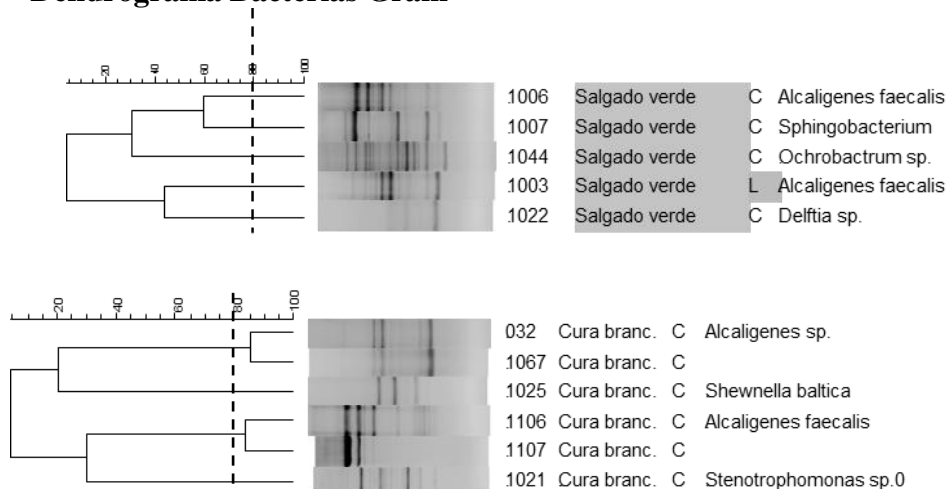 Dendrograma Bacterias Gram
20 40 60 80 100
1006 Salgado verde C Alcaligenes faecalis
1007 Salgado verde C Sphingobacterium
1044 Salgado verde C Ochrobactrum sp.
1003 Salgado verde L Alcaligenes faecalis
1022 Salgado verde C Delftia sp.
20 40 60 80 100
032 Cura branc. C Alcaligenes sp.
1067 Cura branc. C
1025 Cura branc. C Shewnella baltica
1106 Cura branc. C Alcaligenes faecalis
1107 Cura branc. C
1021 Cura branc. C Stenotrophomonas sp.0